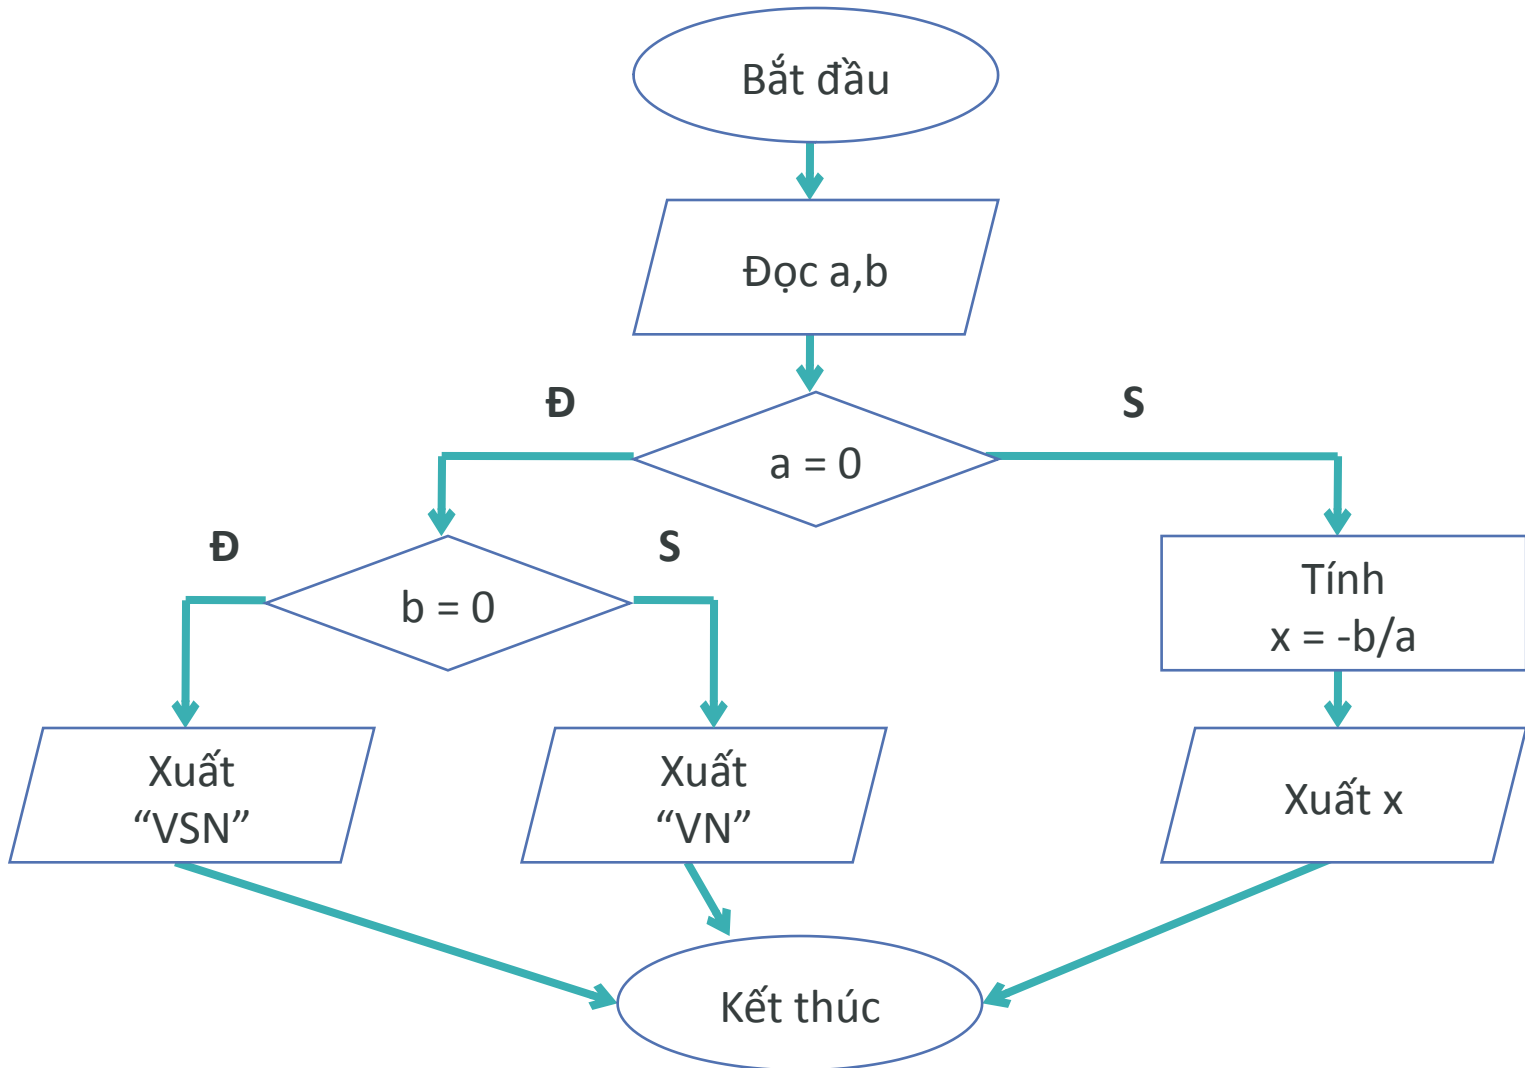 Bắt đầu
Đọc a,b
Đ
S
a = 0
Đ
S
b = 0
Tính
x = -b/a
Xuất
“VSN”
Xuất
“VN”
Xuất x
Kết thúc